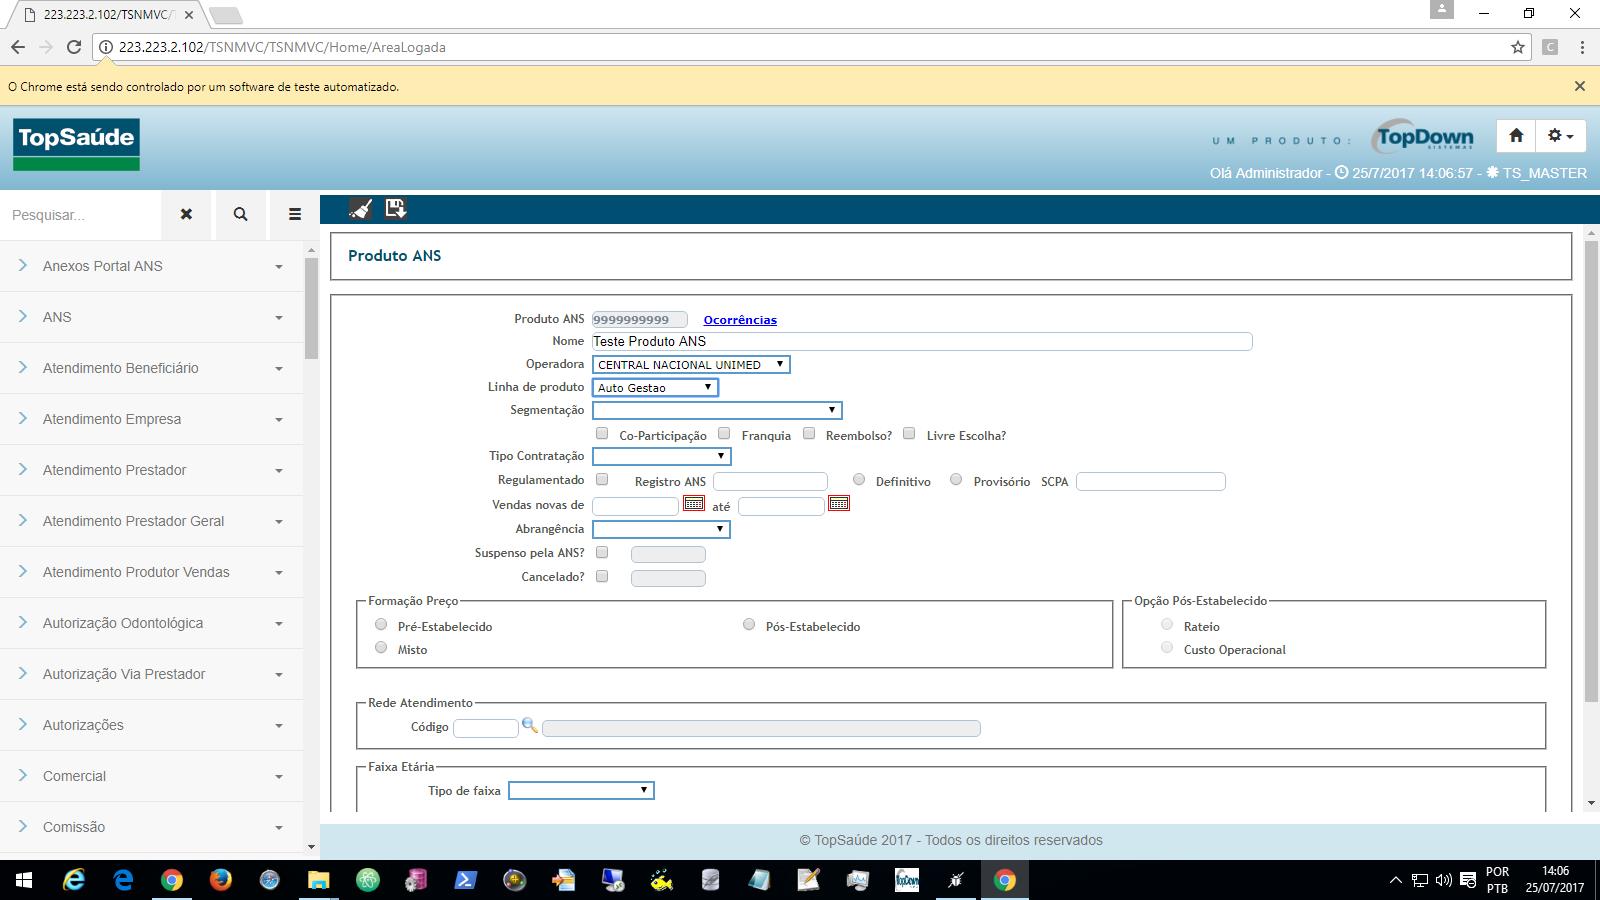 223.223.2.102/TSNMVC/T
223.223.2.102/TSNMVC/TSNMVC/Home/AreaLogada
O Chrome está sendo controlado por um software de teste automatizado.
TopSaúde
UM PRODUTO:
TopDown
SISTEMAS
Olá Administrador - 25/7/2017 14:06:57 - TS_MASTER
Pesquisar...
Anexos Portal ANS
ANS
Atendimento Beneficiário
Atendimento Empresa
Atendimento Prestador
Atendimento Prestador Geral
Atendimento Produtor Vendas
Autorização Odontológica
Autorização Via Prestador
Autorizações
Comercial
Comissão
Produto ANS
Produto ANS 9999999999 Ocorrências
Nome Teste Produto ANS
Operadora CENTRAL NACIONAL UNIMED
Linha de produto Auto Gestao
Segmentação
Co-Participação Franquia Reembolso? Livre Escolha?
Tipo Contratação
Regulamentado Registro ANS Definitivo Provisório SCPA
Vendas novas de até
Abrangência
Suspenso pela ANS?
Cancelado?
Formação Preço
Pré-Estabelecido Pós-Estabelecido
Misto
Opção Pós-Estabelecido
Rateio
Custo Operacional
Rede Atendimento
Código
Faixa Etária
Tipo de faixa
© TopSaúde 2017 - Todos os direitos reservados
TopDown
POR
PTB
14:06
25/07/2017